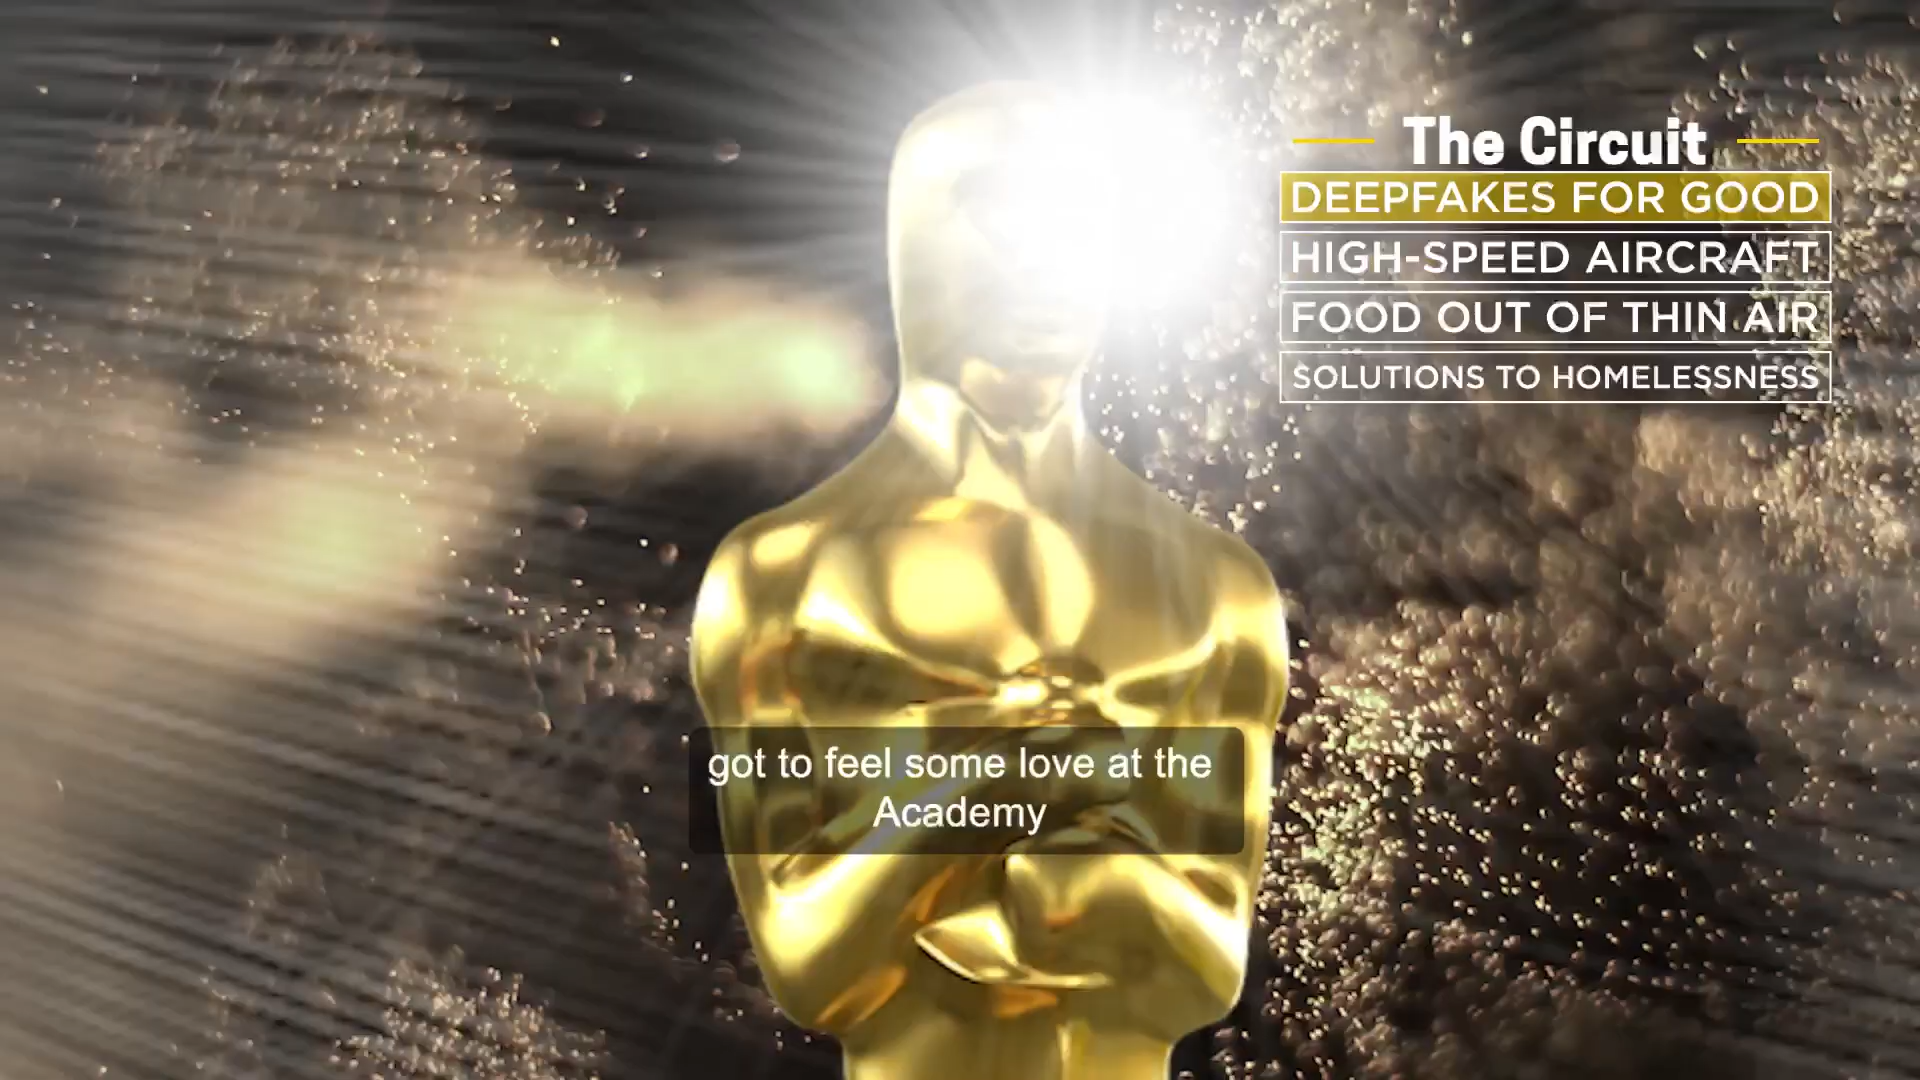 The Circuit
DEEPFAKES FOR GOOD
HIGH-SPEED AIRCRAFT
FOOD OUT OF THIN AIR
SOLUTIONS TO HOMELESSNESS
got to feel some love at the
Academy